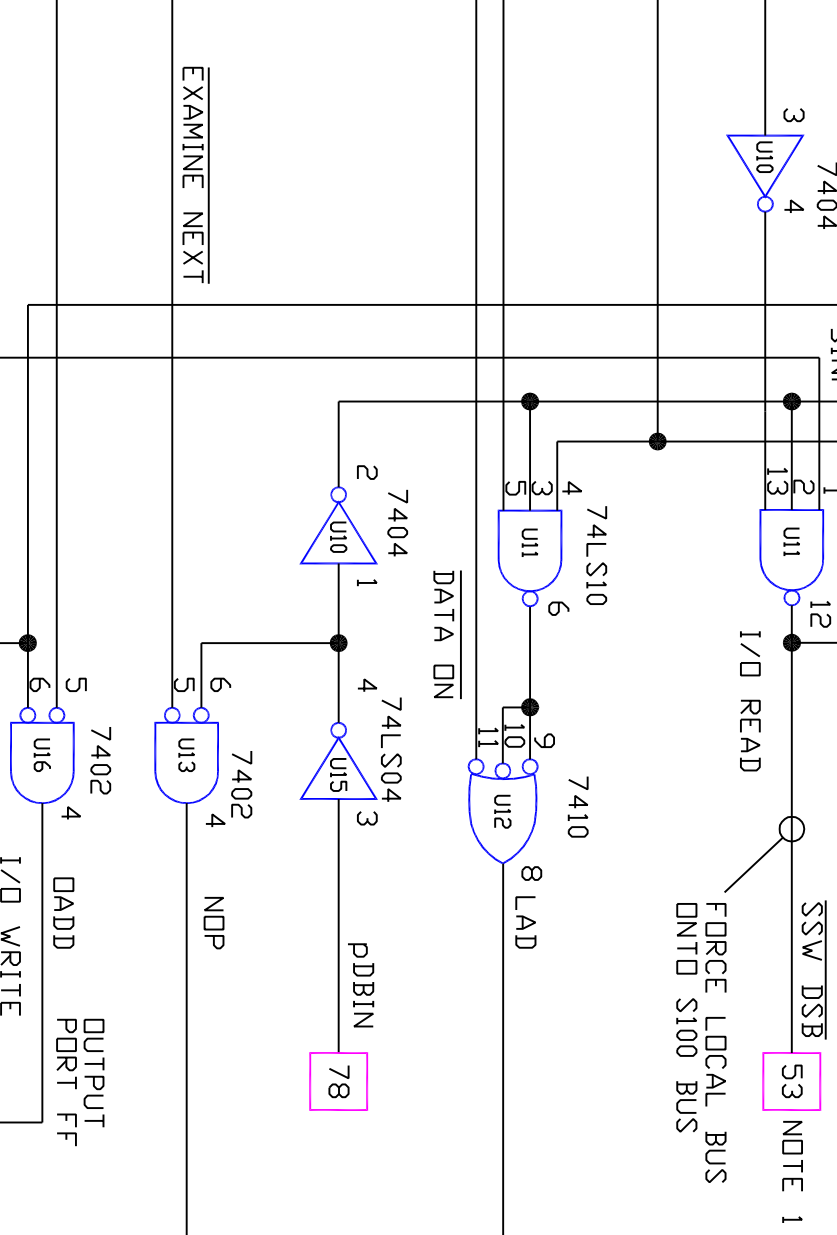 3
U10
4
7404
EXAMINE NEXT
1
2
13
U11
12
4
3
5
U11
6
74LS10
2
7404
U10
1
I/O READ
DATA ON
4
74LS04
U15
3
6
5
U13
7402
4
5
6
U16
7402
4
9
10
11
U12
7410
8
LAD
NOP
OADD
I/O WRITE
pDBIN
78
OUTPUT
PORT FF
SSW DSB
53
NOTE 1
FORCE LOCAL BUS
ONTO S100 BUS